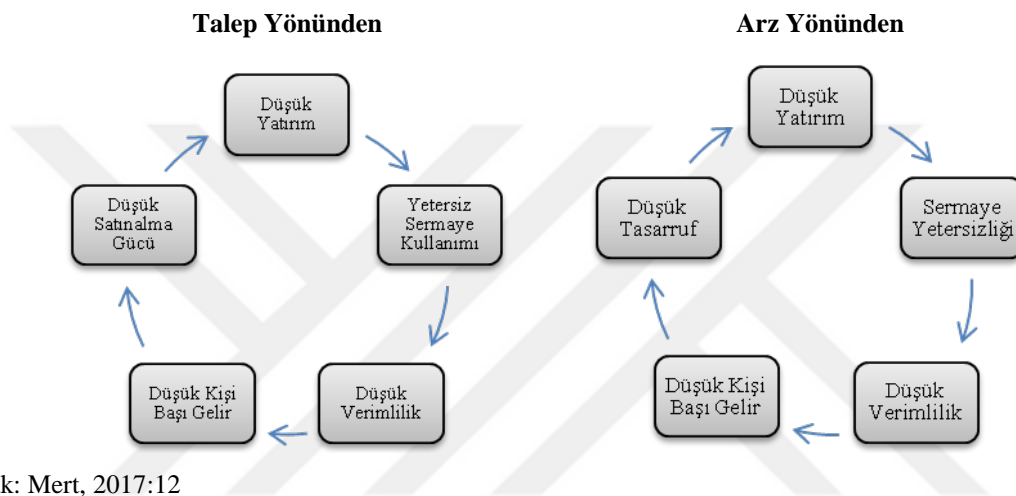 Talep Yönünden
Düşük
Yatırım
Yetersiz
Sermaye
Kullanımı
Düşük
Verimlilik
Düşük Kişi
Başı Gelir
Düşük
Satınalma
Gücü
Arz Yönünden
Düşük
Yatırım
Sermaye
Yetersizliği
Düşük
Verimlilik
Düşük Kişi
Başı Gelir
Düşük
Tasarruf
k: Mert, 2017:12